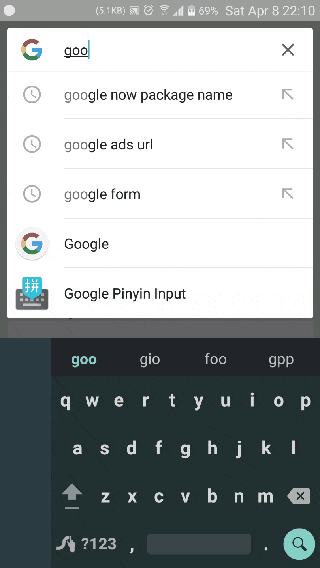 (5.1KB) 69% Sat Apr 8 22:10
goo
google now package name
google ads url
google form
Google
拼
Google Pinyin Input
goo gio foo gpp
q w e r t y u i o p
a s d f g h j k l
z x c v b n m
?123 , .